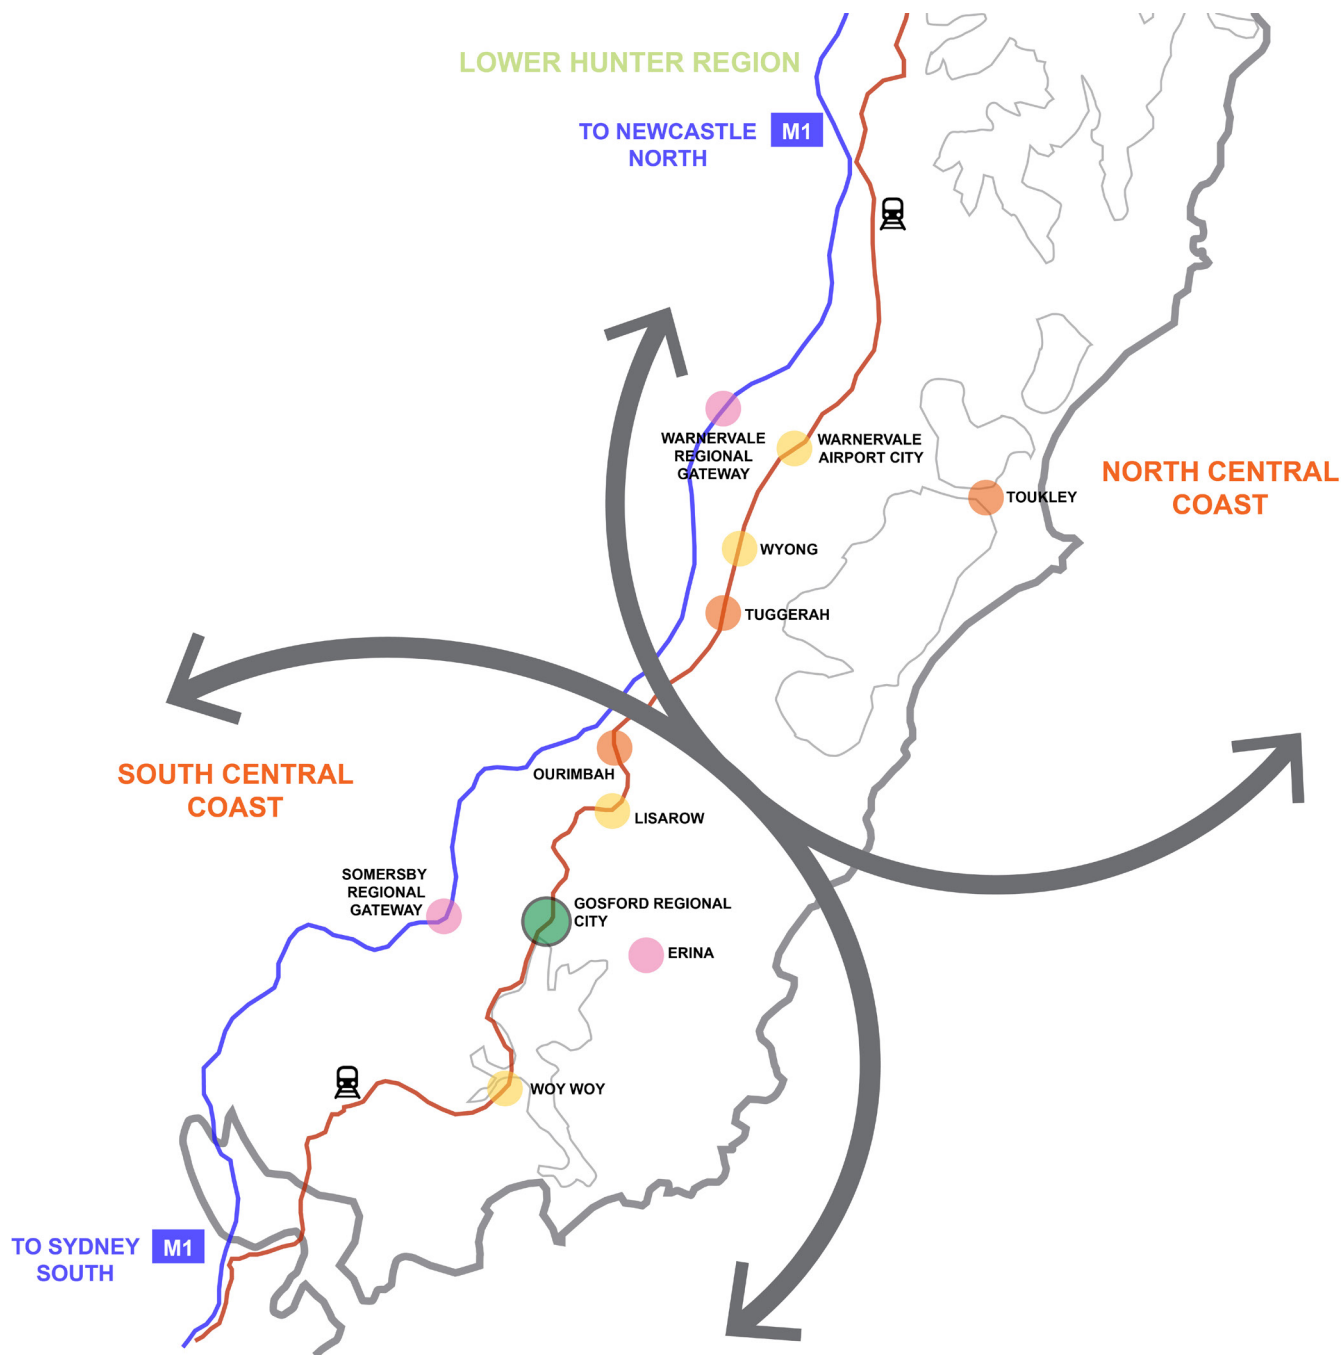 LOWER HUNTER REGION
TO NEWCASTLE
NORTH
M1
WARNERVALE
REGIONAL
GATEWAY
WARNERVALE
AIRPORT CITY
NORTH CENTRAL
COAST
TOUKLEY
WYONG
TUGGERAH
OURIMBAH
SOUTH CENTRAL
COAST
LISAROW
SOMERSBY
REGIONAL
GATEWAY
GOSFORD REGIONAL
CITY
ERINA
WOY WOY
TO SYDNEY
SOUTH
M1